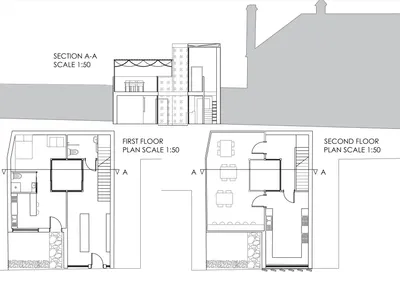 SECTION A-A
SCALE 1:50
FIRST FLOOR
PLAN SCALE 1:50
SECOND FLOOR
PLAN SCALE 1:50
A
A
A
A